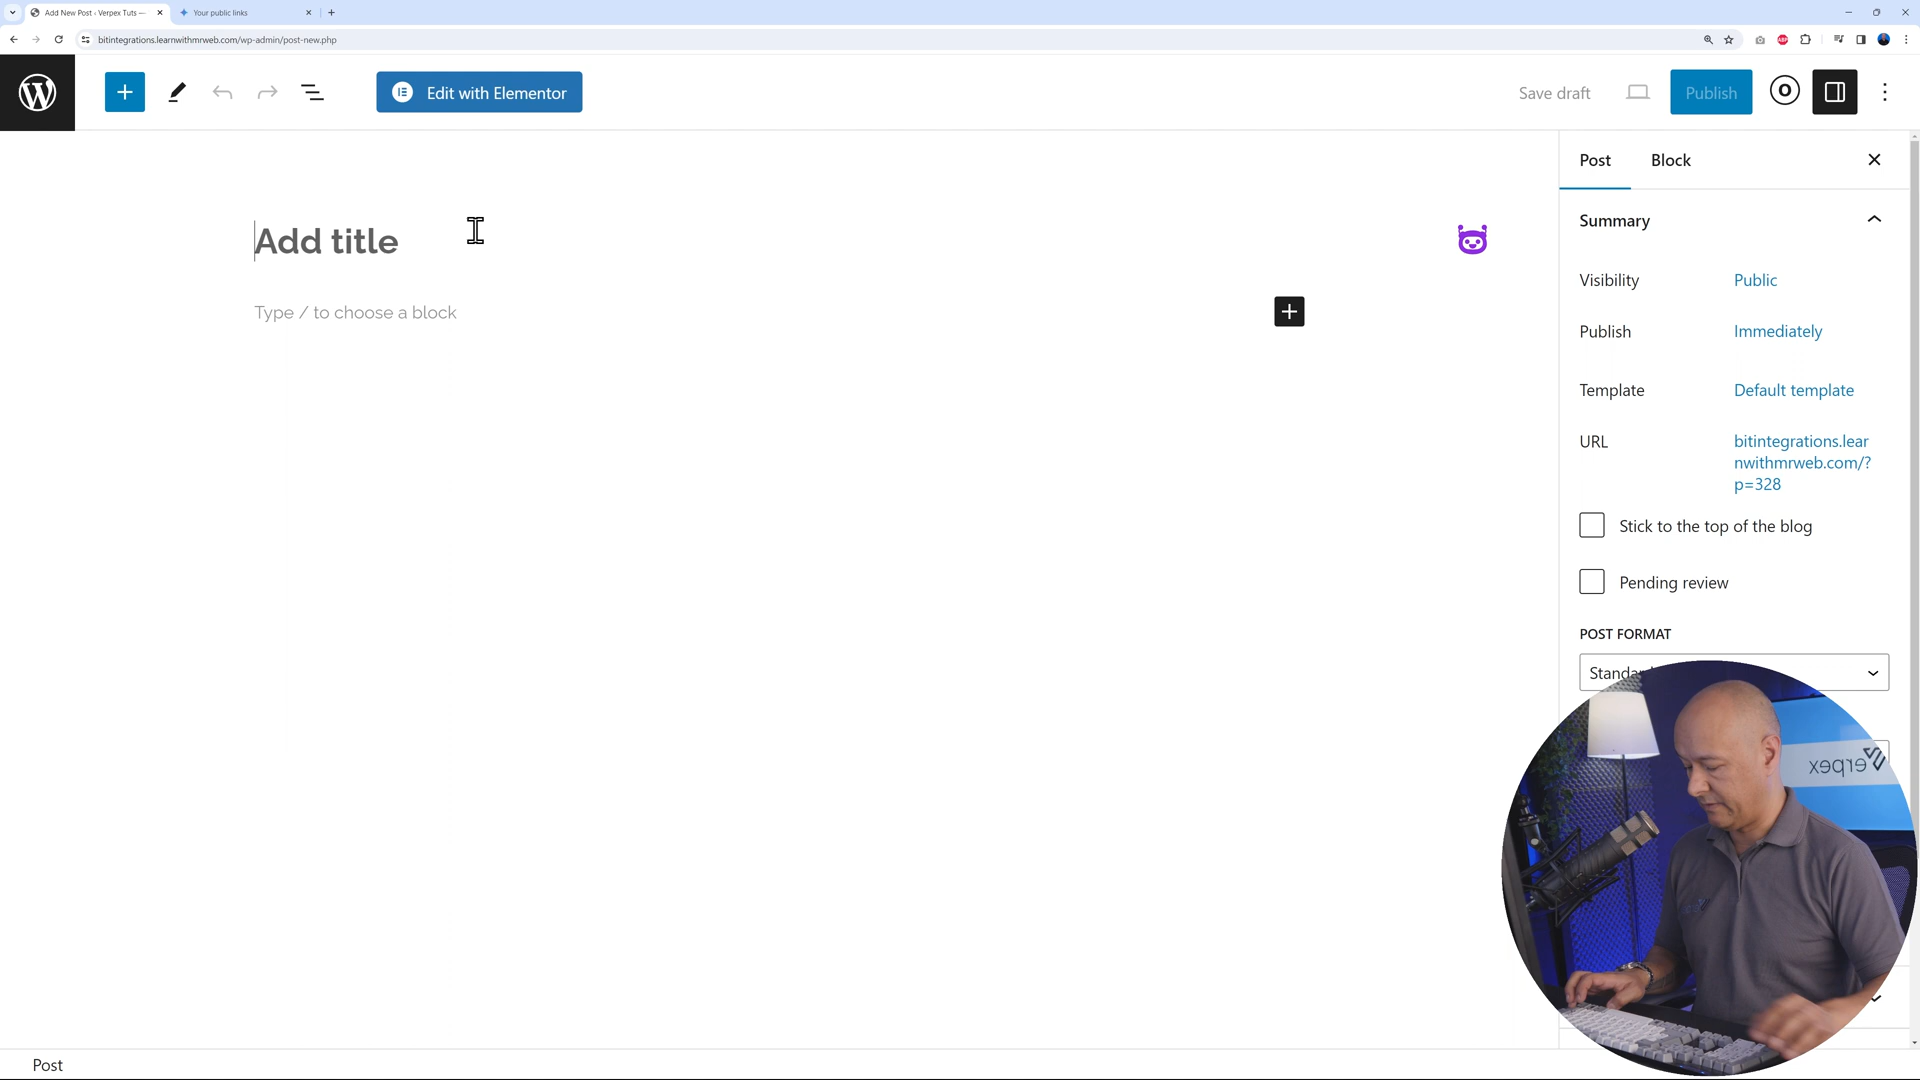 Add New Post ‹ Verpex Tuts —
Your public links
bitintegrations.learnwithmrweb.com/wp-admin/post-new.php
ABP
Edit with Elementor
Save draft
Publish
Post
Block
Add title
Summary
Type / to choose a block
Visibility
Public
Publish
Immediately
Template
Default template
URL
bitintegrations.lear
nwithmrweb.com/?
p=328
Stick to the top of the blog
Pending review
POST FORMAT
Standa
verpex
Post